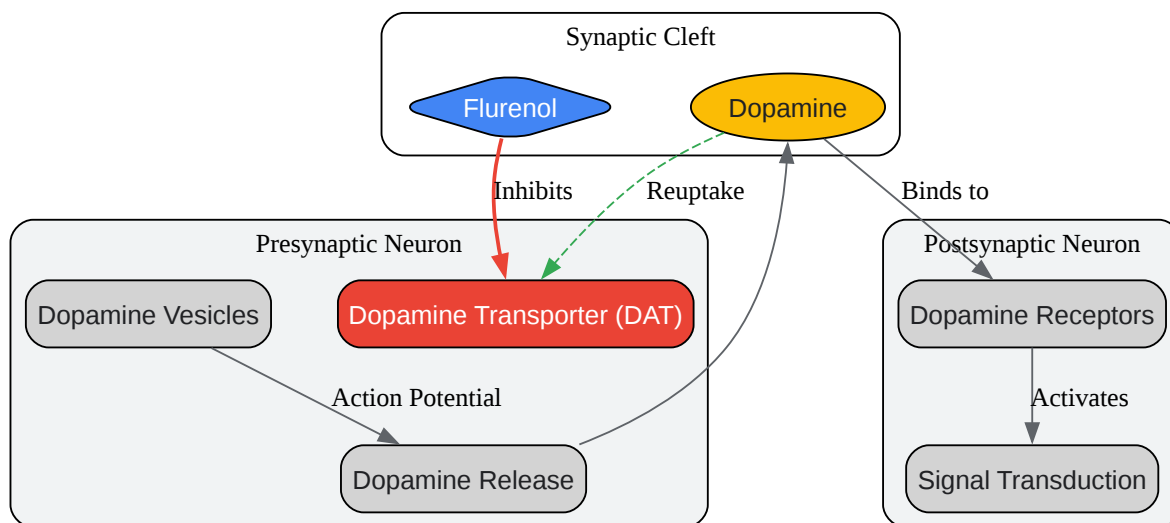 Synaptic Cleft
Flurenol
Dopamine
Inhibits
Reuptake
Binds to
Presynaptic Neuron
Postsynaptic Neuron
Dopamine Vesicles
Dopamine Transporter (DAT)
Dopamine Receptors
Action Potential
Activates
Dopamine Release
Signal Transduction